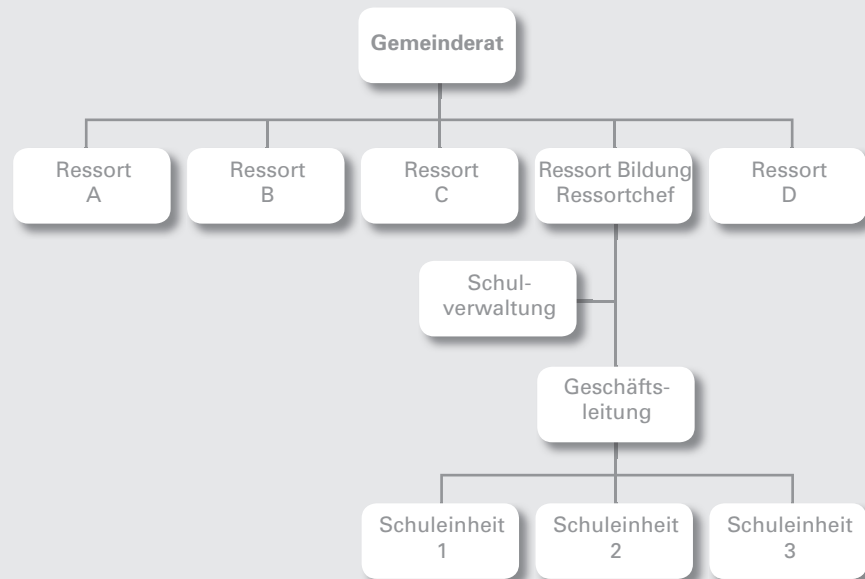 Gemeinderat
Ressort
A
Ressort
B
Ressort
C
Ressort Bildung
Ressortchef
Ressort
D
Schul-
verwaltung
Geschäfts-
leitung
Schuleinheit
1
Schuleinheit
2
Schuleinheit
3